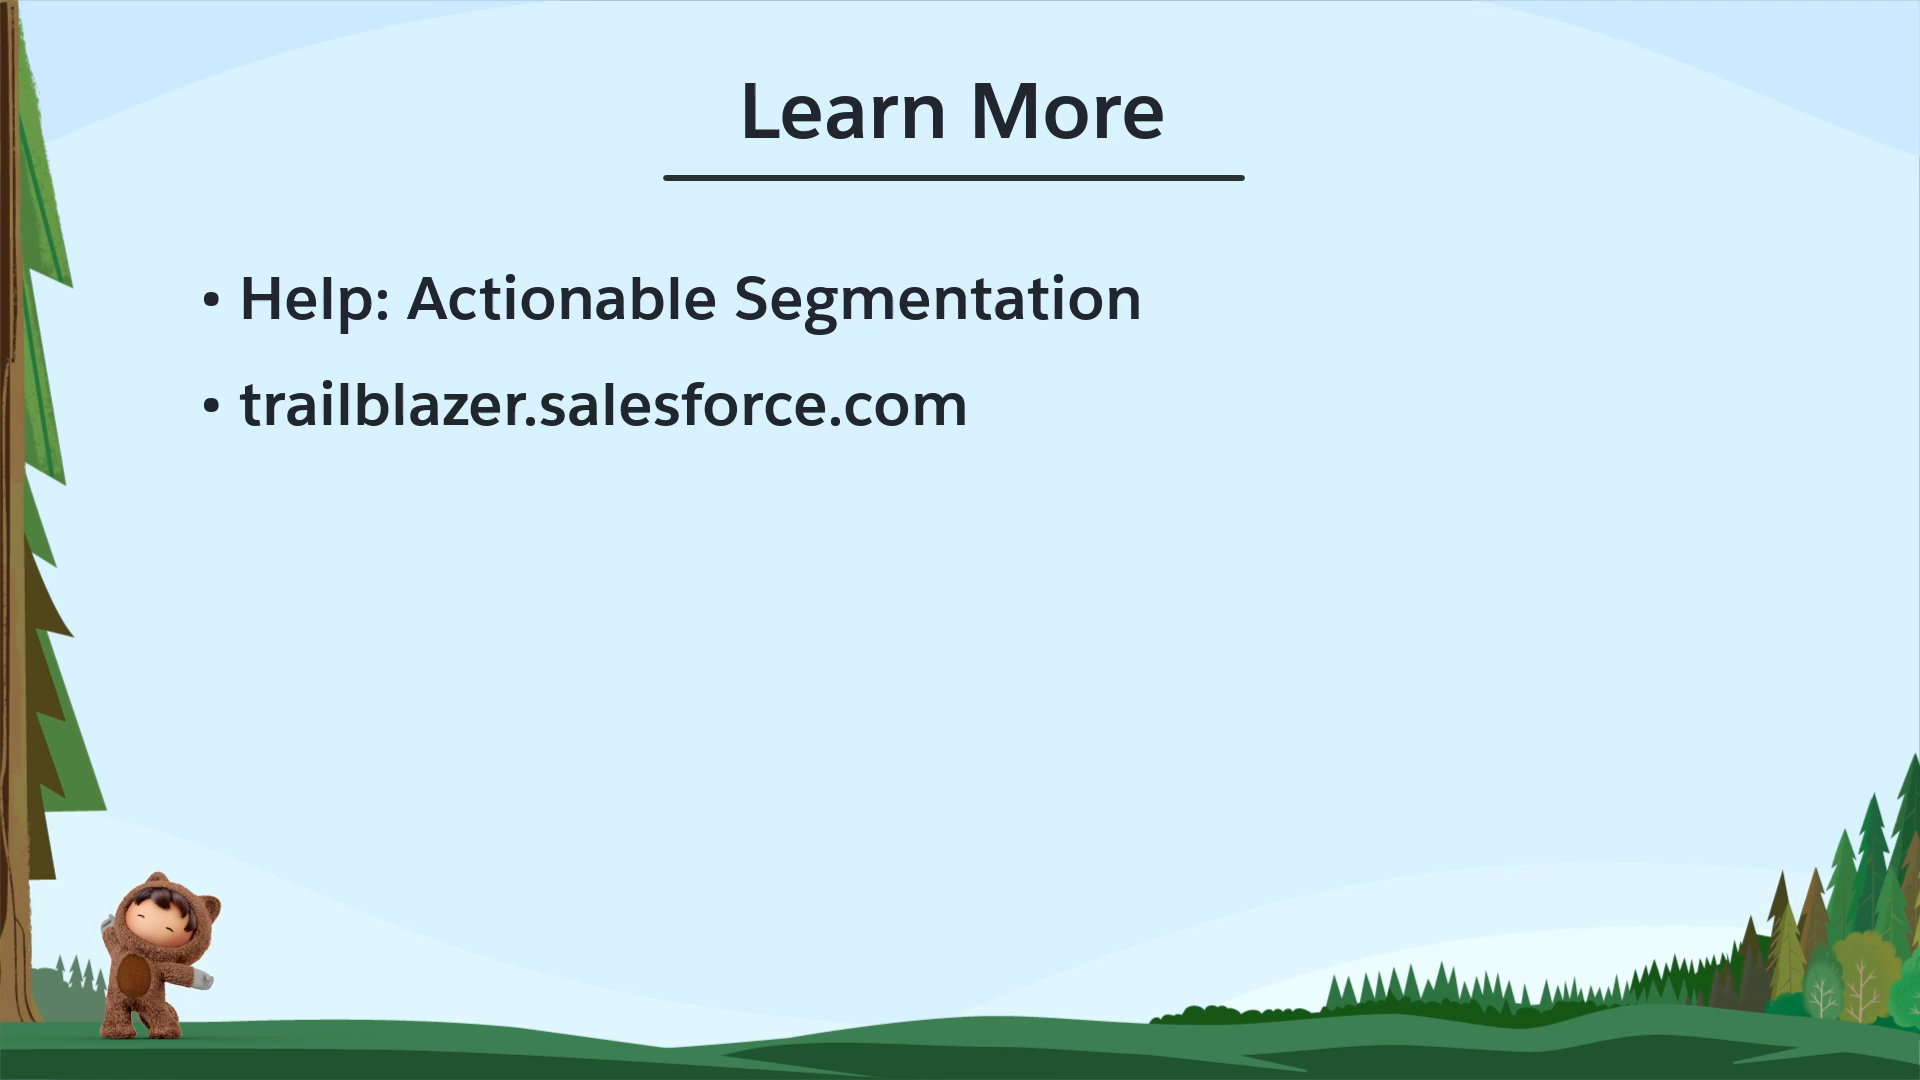 Learn More
• Help: Actionable Segmentation
• trailblazer.salesforce.com